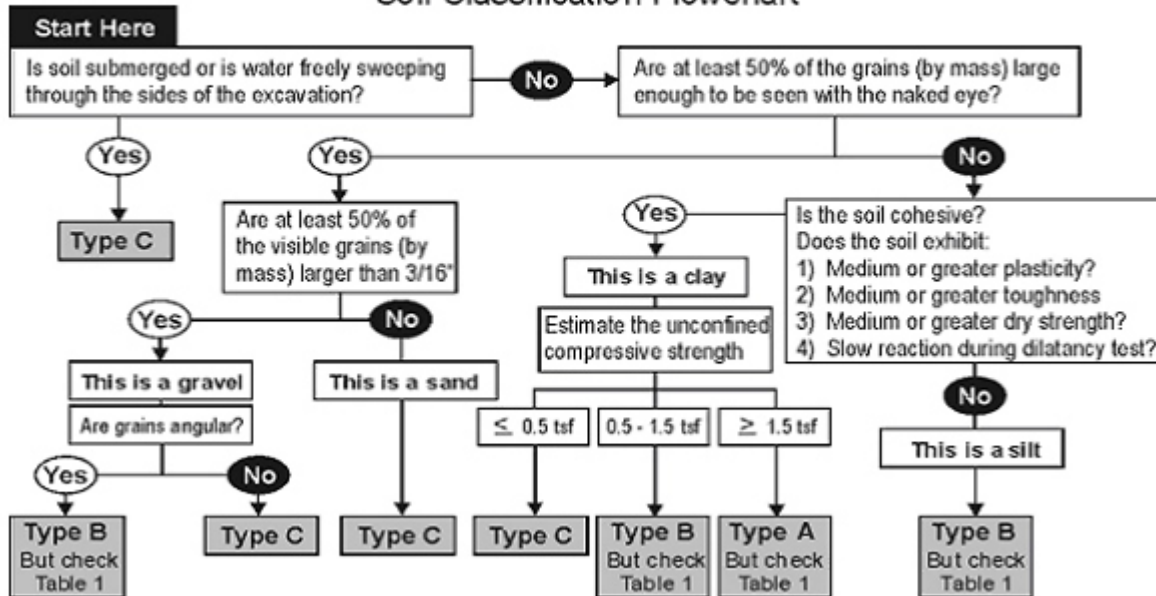 Soil Classification Flowchart
Start Here
Is soil submerged or is water freely sweeping
through the sides of the excavation?
No
Are at least 50% of the grains (by mass) large
enough to be seen with the naked eye?
Yes
Type C
Yes
No
Are at least 50% of
the visible grains (by
mass) larger than 3/16"
Yes
Is the soil cohesive?
Does the soil exhibit:
1) Medium or greater plasticity?
2) Medium or greater toughness
3) Medium or greater dry strength?
4) Slow reaction during dilatancy test?
This is a clay
Estimate the unconfined
compressive strength
Yes
No
This is a gravel
Are grains angular?
This is a sand
≤ 0.5 tsf
0.5 - 1.5 tsf
≥ 1.5 tsf
No
This is a silt
Yes
No
Type B
But check
Table 1
Type C
Type C
Type C
Type B
But check
Table 1
Type A
But check
Table 1
Type B
But check
Table 1